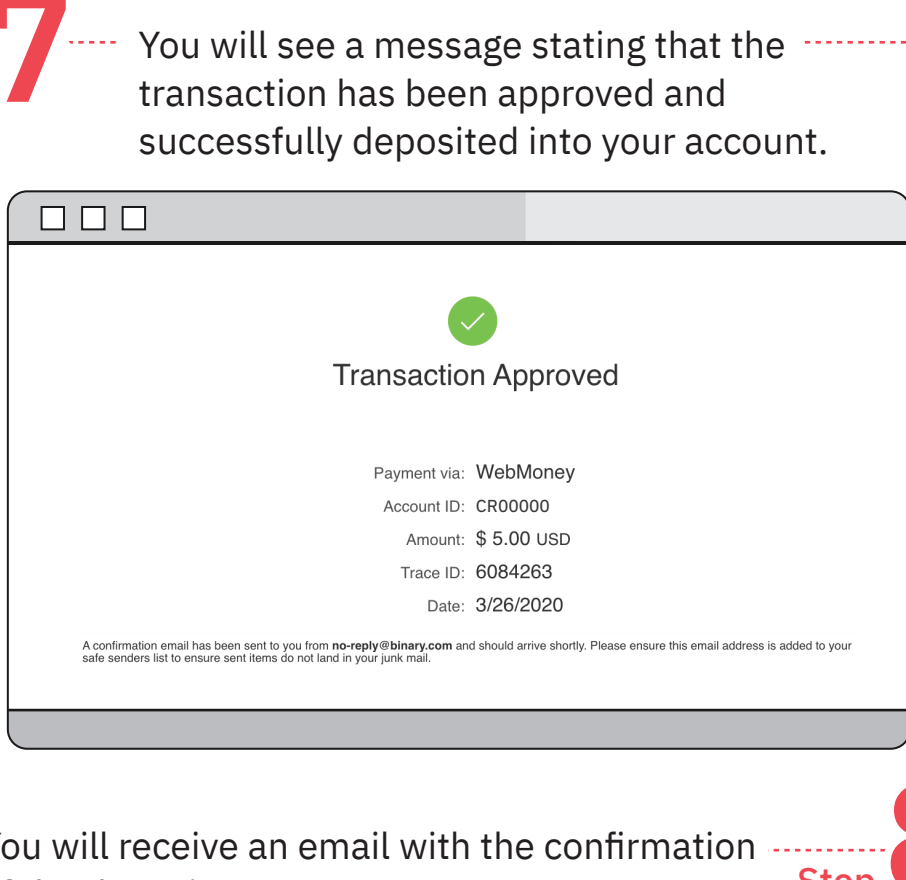 7
You will see a message stating that the
transaction has been approved and
successfully deposited into your account.
Transaction Approved
Payment via: WebMoney
Account ID: CR00000
Amount: $ 5.00 USD
Trace ID: 6084263
Date: 3/26/2020
A confirmation email has been sent to you from no-reply@binary.com and should arrive shortly. Please ensure this email address is added to your
safe senders list to ensure sent items do not land in your junk mail.
You will receive an email with the confirmation
Step 8